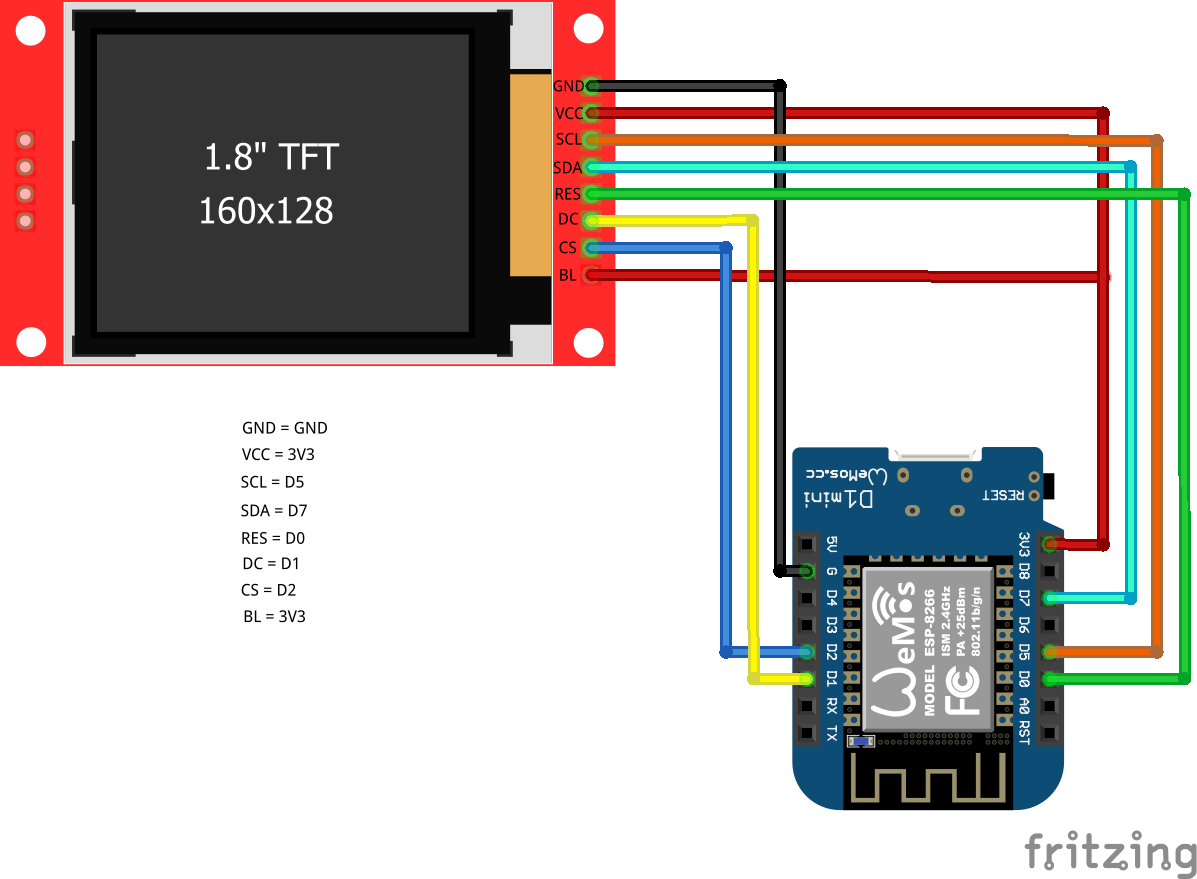 1.8" TFT
160x128
GND
VCC
SCL
SDA
RES
DC
CS
BL
GND = GND
VCC = 3V3
SCL = D5
SDA = D7
RES = D0
DC = D1
CS = D2
BL = 3V3
WeMos.cc
D1mini
RESET
5V
G
D4
D3
D2
D1
RX
TX
3V3
D8
D7
D6
D5
D0
A0
RST
WeMos
MODEL ESP-8266
ISM 2.4GHz
PA +25dBm
802.11b/g/n
FC
fritzing